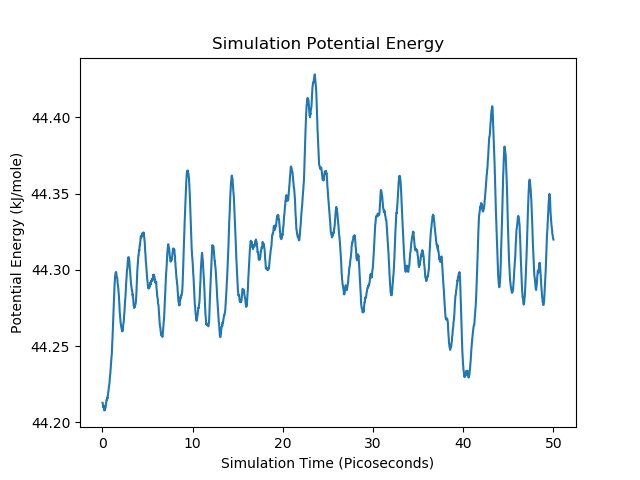 Simulation Potential Energy
Potential Energy (kJ/mole)
44.40
44.35
44.30
44.25
44.20
0 10 20 30 40 50
Simulation Time (Picoseconds)